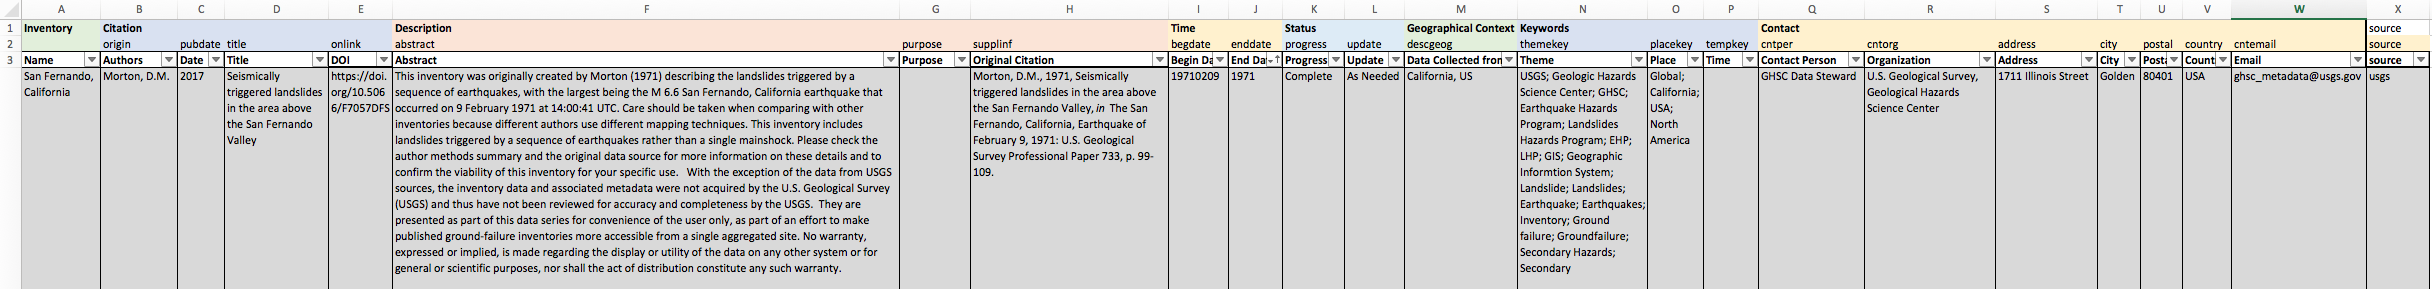 A B C D E F G H I J K L M N O P Q R S T U V W X
1 Inventory Citation Description Time Status Geographical Context Keywords Contact source
2 origin pubdate title onlink abstract purpose supplinf begdate enddate progress update descgeog themekey placekey tempkey cntper cntorg address city postal country cntemail source
3 Name Authors Date Title DOI Abstract Purpose Original Citation Begin Da End Da Progress Update Data Collected from Theme Place Time Contact Person Organization Address City Posta Count Email source
San Fernando,
California
Morton, D.M.
2017
Seismically
triggered landslides
in the area above
the San Fernando
Valley
https://doi.
org/10.506
6/F7057DFS
This inventory was originally created by Morton (1971) describing the landslides triggered by a
sequence of earthquakes, with the largest being the M 6.6 San Fernando, California earthquake that
occurred on 9 February 1971 at 14:00:41 UTC. Care should be taken when comparing with other
inventories because different authors use different mapping techniques. This inventory includes
landslides triggered by a sequence of earthquakes rather than a single mainshock. Please check the
author methods summary and the original data source for more information on these details and to
confirm the viability of this inventory for your specific use. With the exception of the data from USGS
sources, the inventory data and associated metadata were not acquired by the U.S. Geological Survey
(USGS) and thus have not been reviewed for accuracy and completeness by the USGS. They are
presented as part of this data series for convenience of the user only, as part of an effort to make
published ground-failure inventories more accessible from a single aggregated site. No warranty,
expressed or implied, is made regarding the display or utility of the data on any other system or for
general or scientific purposes, nor shall the act of distribution constitute any such warranty.
Morton, D.M., 1971, Seismically
triggered landslides in the area above
the San Fernando Valley, in The San
Fernando, California, Earthquake of
February 9, 1971: U.S. Geological
Survey Professional Paper 733, p. 99-
109.
19710209
1971
Complete
As Needed
California, US
USGS; Geologic Hazards
Science Center; GHSC;
Earthquake Hazards
Program; Landslides
Hazards Program; EHP;
LHP; GIS; Geographic
Informtion System;
Landslide; Landslides;
Earthquake; Earthquakes;
Inventory; Ground
failure; Groundfailure;
Secondary Hazards;
Secondary
Global;
California;
USA;
North
America
GHSC Data Steward
U.S. Geological Survey,
Geological Hazards
Science Center
1711 Illinois Street
Golden
80401
USA
ghsc_metadata@usgs.gov
usgs